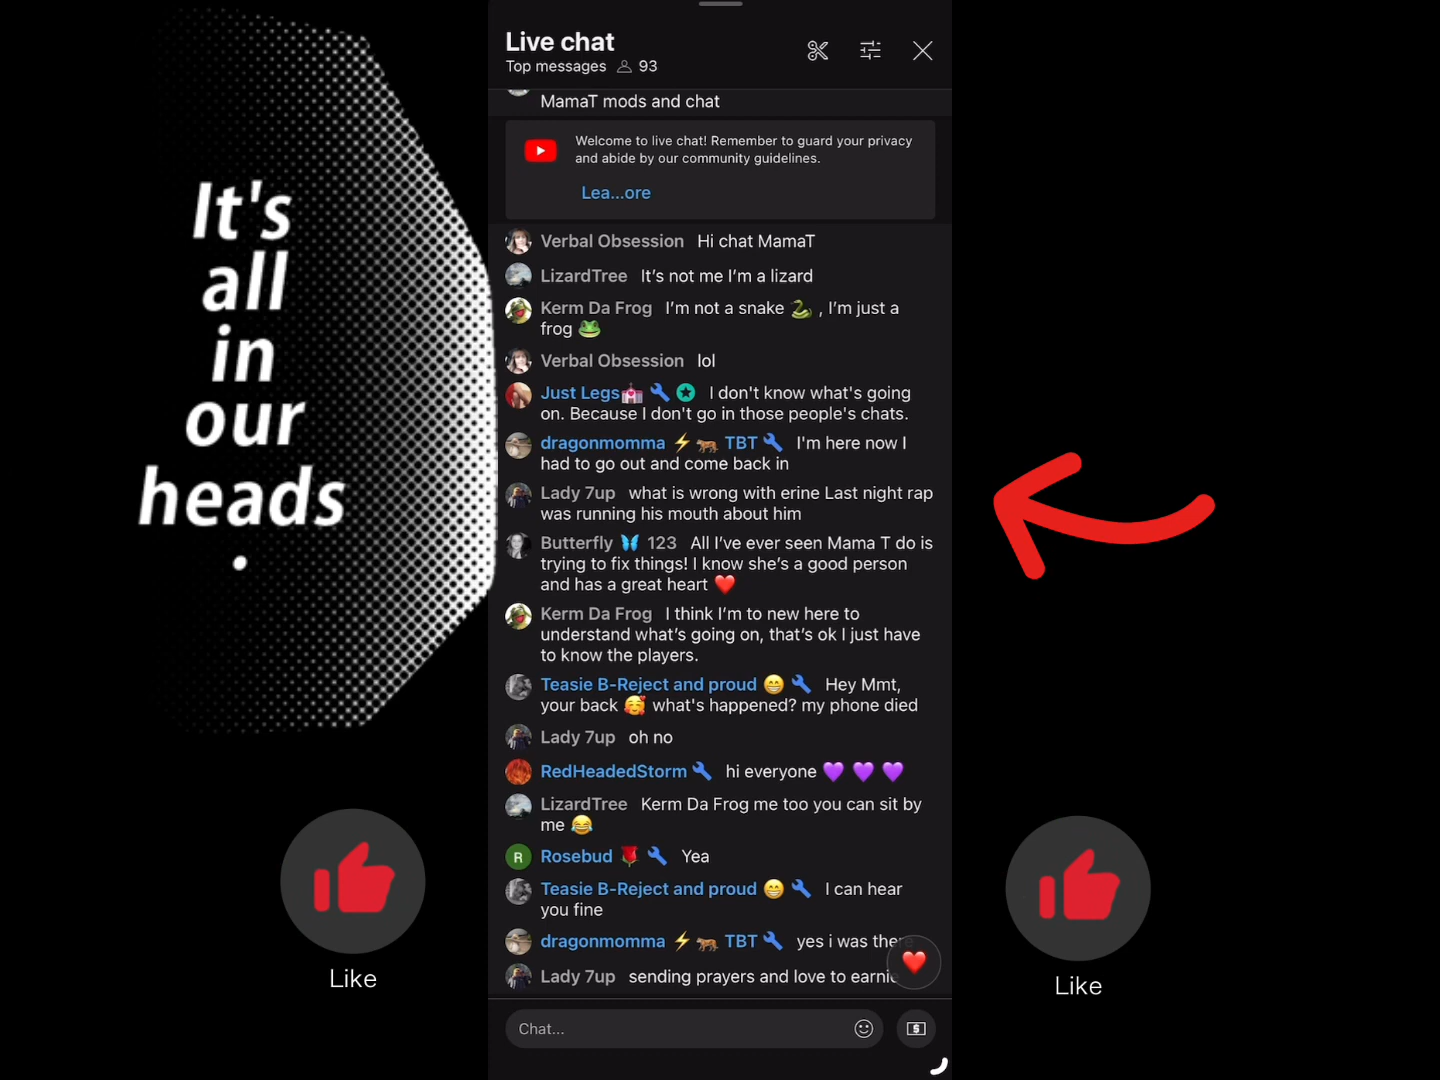 It's
all
in
our
heads
.
Live chat
Top messages 93
MamaT mods and chat
Welcome to live chat! Remember to guard your privacy
and abide by our community guidelines.
Lea...ore
Verbal Obsession Hi chat MamaT
LizardTree It's not me I'm a lizard
Kerm Da Frog I'm not a snake 🐍 , I'm just a
frog 🐸
Verbal Obsession lol
Just Legs💒 🔧 I don't know what's going
on. Because I don't go in those people's chats.
dragonmomma ⚡🐅 TBT 🔧 I'm here now I
had to go out and come back in
Lady 7up what is wrong with erine Last night rap
was running his mouth about him
Butterfly 🦋 123 All I've ever seen Mama T do is
trying to fix things! I know she's a good person
and has a great heart ❤️
Kerm Da Frog I think I'm to new here to
understand what's going on, that's ok I just have
to know the players.
Teasie B-Reject and proud 😁 🔧 Hey Mmt,
your back 🥰 what's happened? my phone died
Lady 7up oh no
RedHeadedStorm 🔧 hi everyone 💜 💜 💜
LizardTree Kerm Da Frog me too you can sit by
me 😂
R Rosebud 🌹 🔧 Yea
Teasie B-Reject and proud 😁 🔧 I can hear
you fine
dragonmomma ⚡🐅 TBT 🔧 yes i was there
Lady 7up sending prayers and love to earnie
Chat...
Like
Like